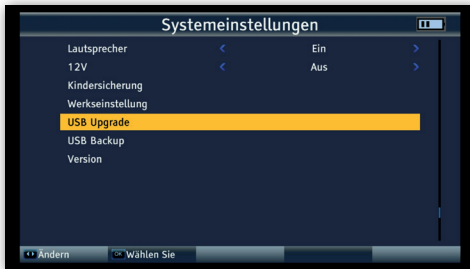 Systemeinstellungen
Lautsprecher < Ein >
12V < Aus >
Kindersicherung
Werkseinstellung
USB Upgrade
USB Backup
Version
Ändern OK Wählen Sie